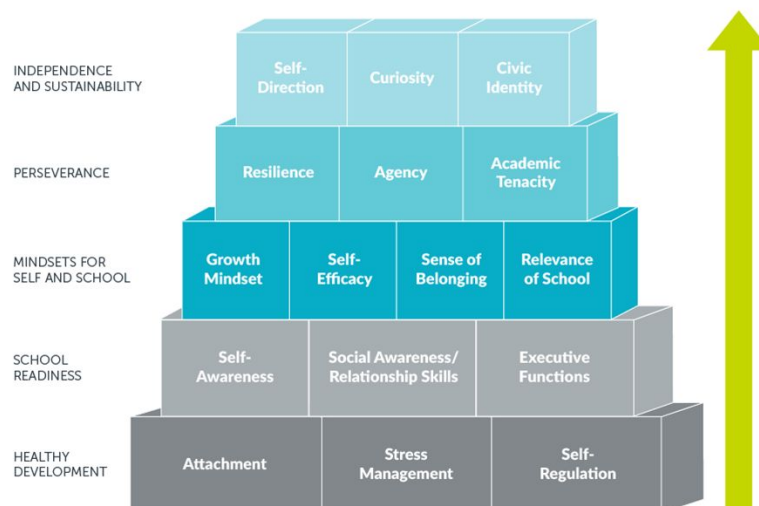 INDEPENDENCE
AND SUSTAINABILITY
Self-
Direction
Curiosity
Civic
Identity
PERSEVERANCE
Resilience
Agency
Academic
Tenacity
MINDSETS FOR
SELF AND SCHOOL
Growth
Mindset
Self-
Efficacy
Sense of
Belonging
Relevance
of School
SCHOOL
READINESS
Self-
Awareness
Social Awareness/
Relationship Skills
Executive
Functions
HEALTHY
DEVELOPMENT
Attachment
Stress
Management
Self-
Regulation